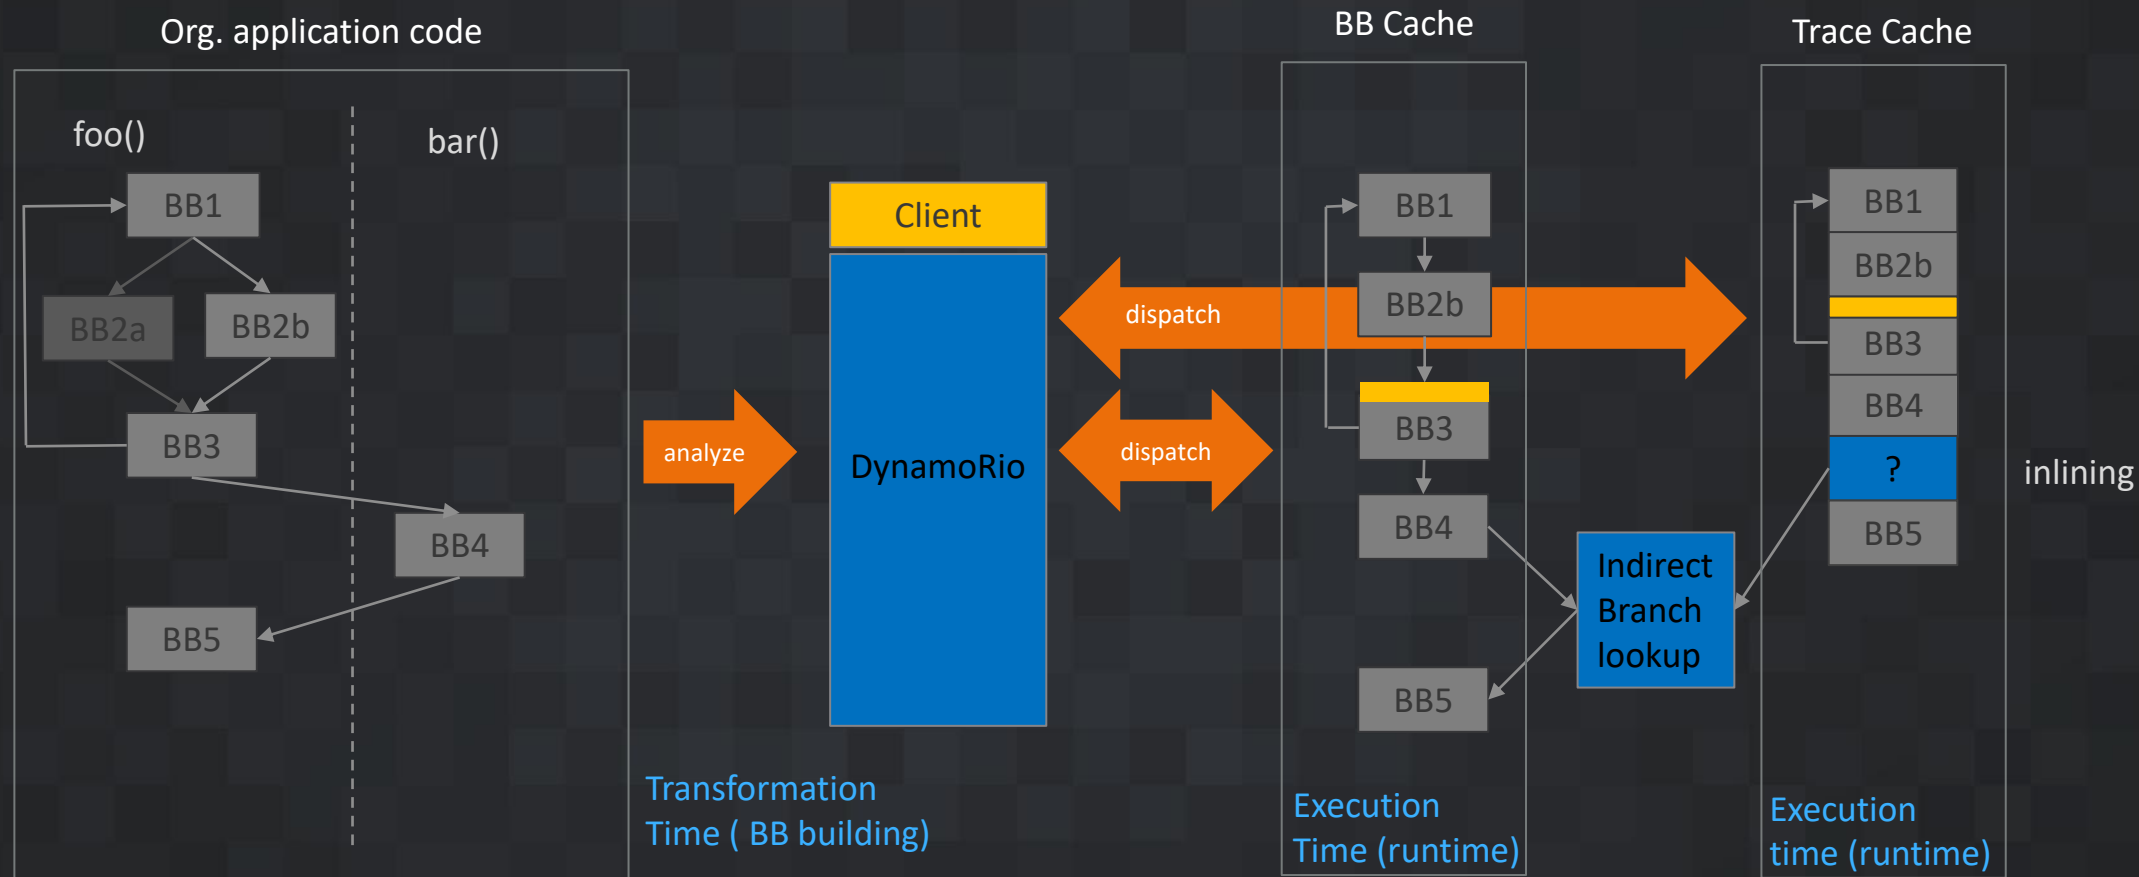 Org. application code
foo()
bar()
BB1
BB2a
BB2b
BB3
BB4
BB5
analyze
Client
DynamoRio
Transformation
Time ( BB building)
dispatch
dispatch
BB Cache
BB1
BB2b
BB3
BB4
BB5
Execution
Time (runtime)
Indirect
Branch
lookup
Trace Cache
BB1
BB2b
BB3
BB4
?
BB5
inlining
Execution
time (runtime)